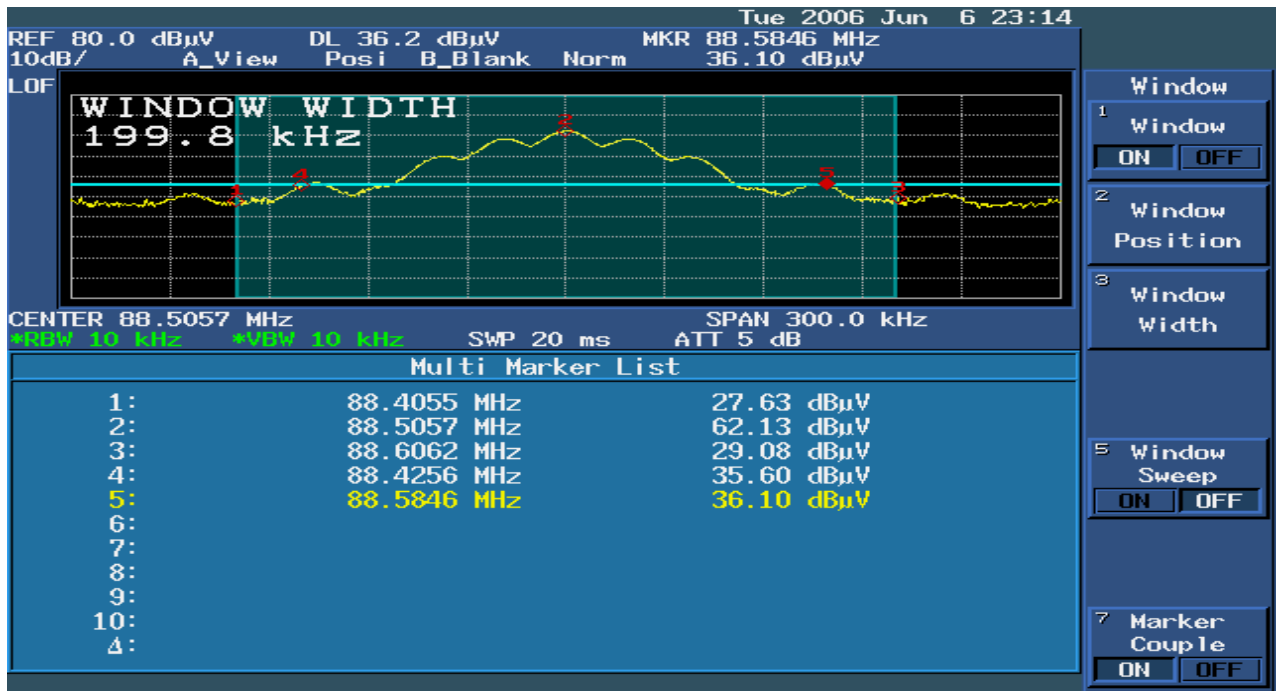 Tue 2006 Jun 6 23:14
REF 80.0 dBµV DL 36.2 dBµV MKR 88.5846 MHz
10dB/ A_View Posi B_Blank Norm 36.10 dBµV
LOF
WINDOW WIDTH
199.8 kHz
1
4
2
5
3
CENTER 88.5057 MHz SPAN 300.0 kHz
*RBW 10 kHz *VBW 10 kHz SWP 20 ms ATT 5 dB
Multi Marker List
1: 88.4055 MHz 27.63 dBµV
2: 88.5057 MHz 62.13 dBµV
3: 88.6062 MHz 29.08 dBµV
4: 88.4256 MHz 35.60 dBµV
5: 88.5846 MHz 36.10 dBµV
6:
7:
8:
9:
10:
Δ:
Window
1 Window
ON OFF
2 Window
Position
3 Window
Width
5 Window
Sweep
ON OFF
7 Marker
Couple
ON OFF